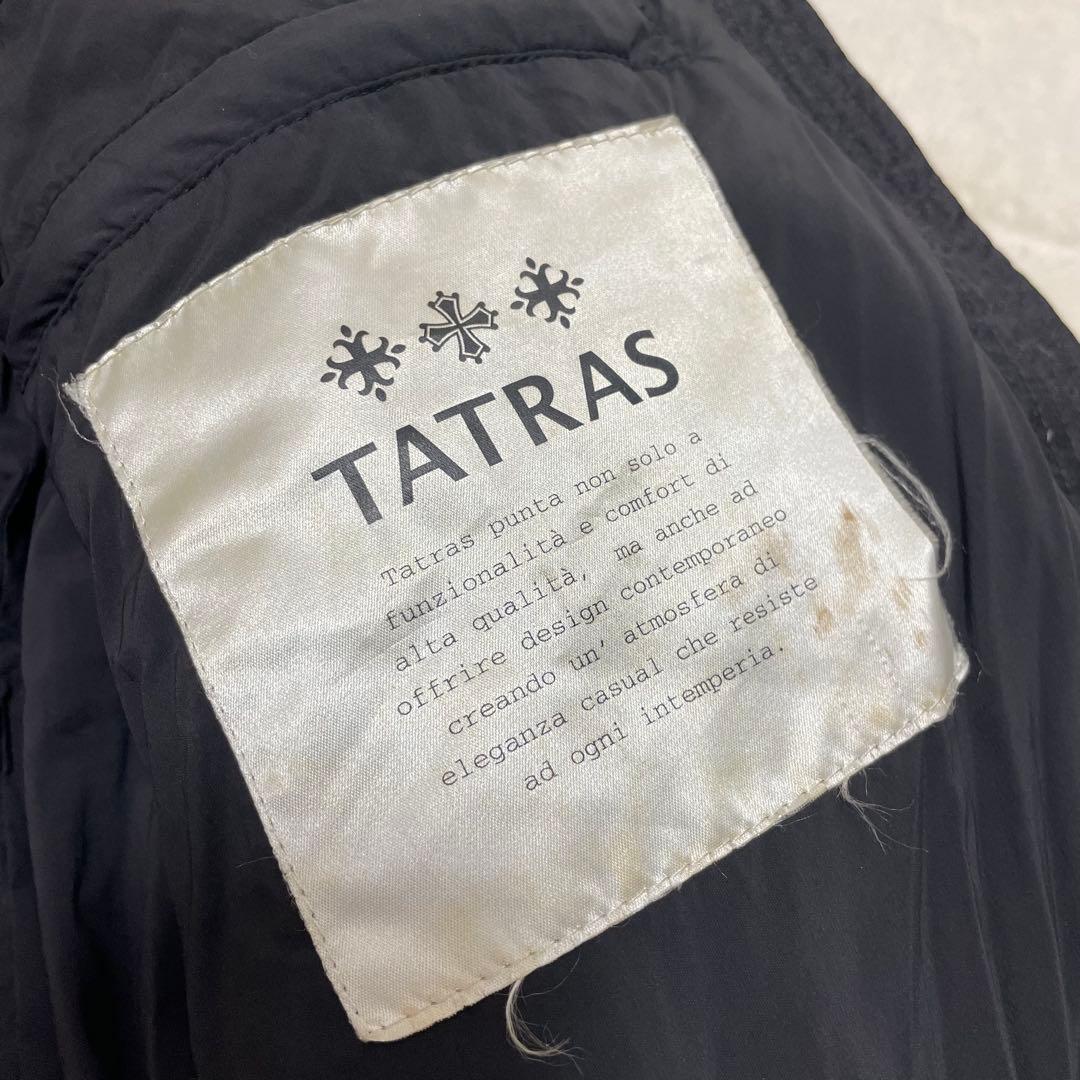 TATRAS
Tatras punta non solo a
funzionalità e comfort di
alta qualità, ma anche ad
offrire design contemporaneo
creando un' atmosfera di
eleganza casual che resiste
ad ogni intemperia.